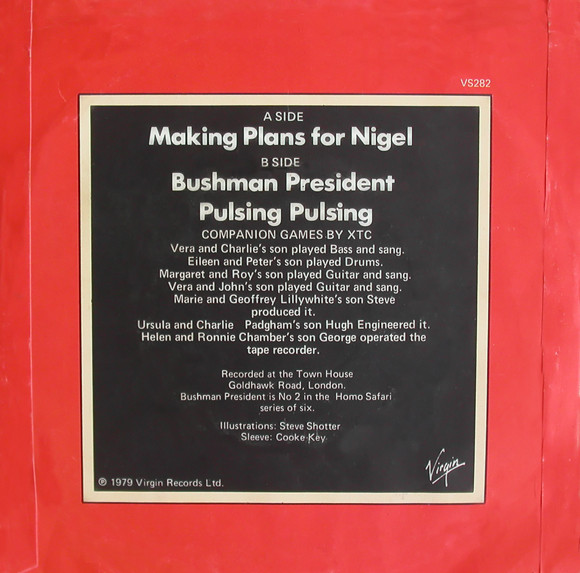 VS282
A SIDE
Making Plans for Nigel
B SIDE
Bushman President
Pulsing Pulsing
COMPANION GAMES BY XTC
Vera and Charlie's son played Bass and sang.
Eileen and Peter's son played Drums.
Margaret and Roy's son played Guitar and sang.
Vera and John's son played Guitar and sang.
Marie and Geoffrey Lillywhite's son Steve
produced it.
Ursula and Charlie Padgham's son Hugh Engineered it.
Helen and Ronnie Chamber's son George operated the
tape recorder.
Recorded at the Town House
Goldhawk Road, London.
Bushman President is No 2 in the Homo Safari
series of six.
Illustrations: Steve Shotter
Sleeve: Cooke-Key
Virgin
℗ 1979 Virgin Records Ltd.